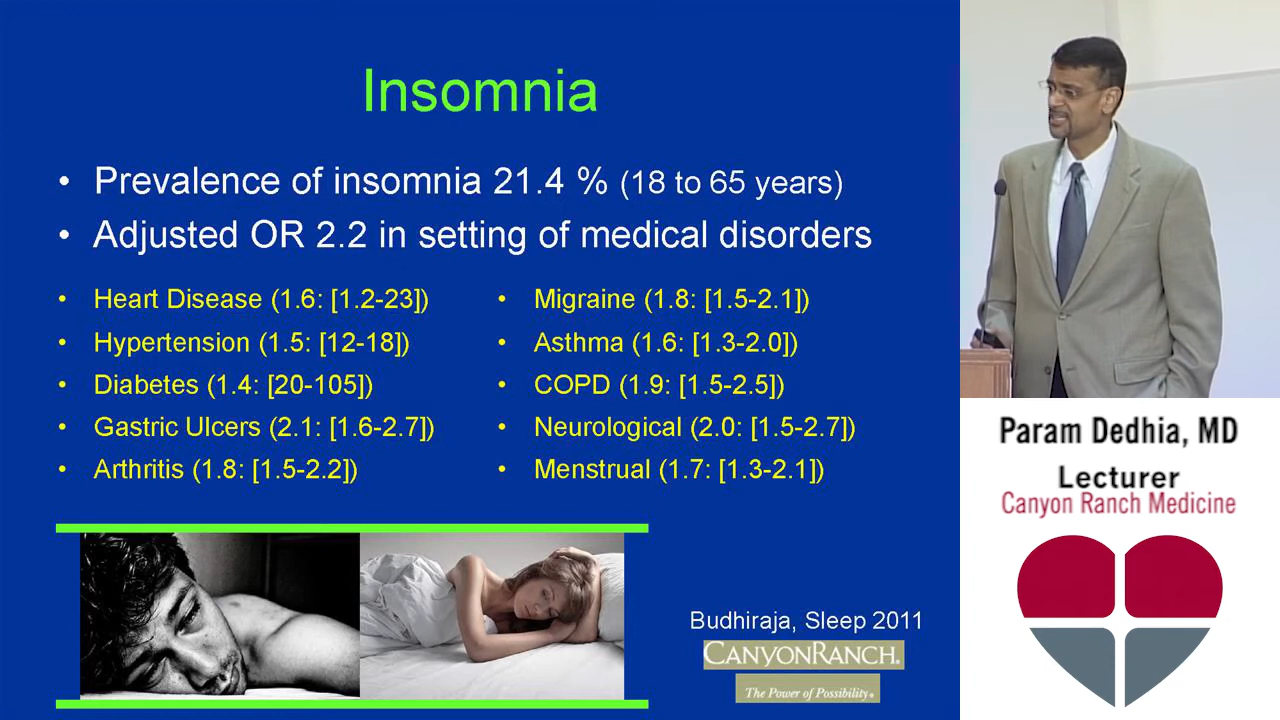 Insomnia
• Prevalence of insomnia 21.4 % (18 to 65 years)
• Adjusted OR 2.2 in setting of medical disorders
• Heart Disease (1.6: [1.2-23])
• Hypertension (1.5: [12-18])
• Diabetes (1.4: [20-105])
• Gastric Ulcers (2.1: [1.6-2.7])
• Arthritis (1.8: [1.5-2.2])
• Migraine (1.8: [1.5-2.1])
• Asthma (1.6: [1.3-2.0])
• COPD (1.9: [1.5-2.5])
• Neurological (2.0: [1.5-2.7])
• Menstrual (1.7: [1.3-2.1])
Budhiraja, Sleep 2011
CANYONRANCH®
The Power of Possibility®
Param Dedhia, MD
Lecturer
Canyon Ranch Medicine